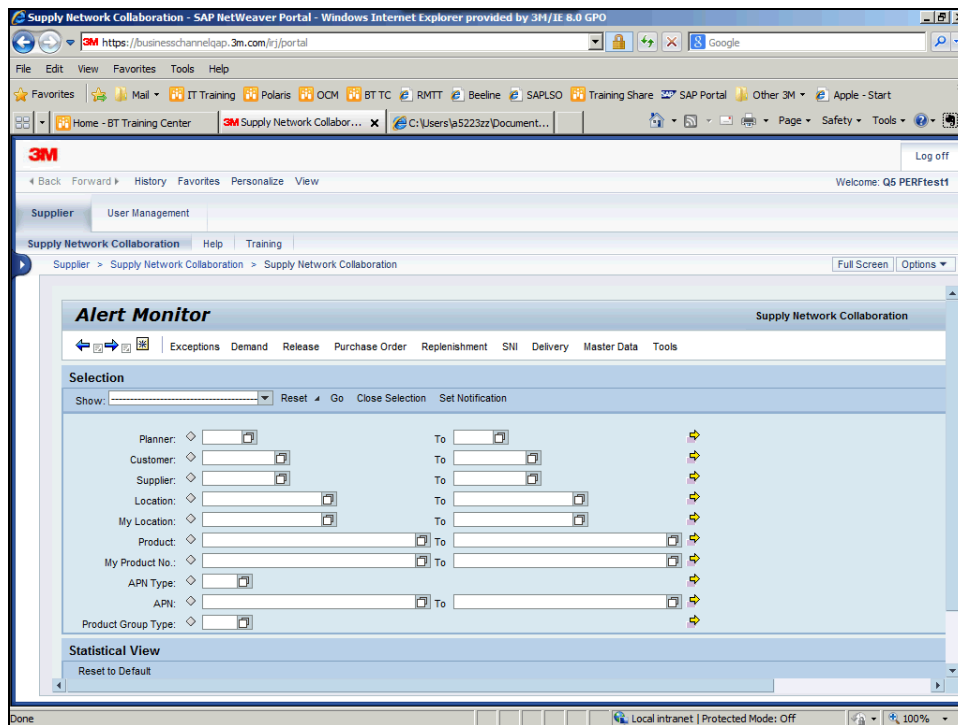 Supply Network Collaboration - SAP NetWeaver Portal - Windows Internet Explorer provided by 3M/IE 8.0 GPO
3M https://businesschannelqap.3m.com/irj/portal
Google
File Edit View Favorites Tools Help
Favorites Mail IT Training Polaris OCM BT TC RMTT Beeline SAPLSO Training Share SAP Portal Other 3M Apple - Start
Home - BT Training Center 3M Supply Network Collabor... X C:\Users\a5223zz\Document... Page Safety Tools
3M Log off
Back Forward History Favorites Personalize View Welcome: Q5 PERFtest1
Supplier User Management
Supply Network Collaboration Help Training
Supplier > Supply Network Collaboration > Supply Network Collaboration Full Screen Options
Alert Monitor Supply Network Collaboration
Exceptions Demand Release Purchase Order Replenishment SNI Delivery Master Data Tools
Selection
Show: Reset Go Close Selection Set Notification
Planner: To
Customer: To
Supplier: To
Location: To
My Location: To
Product: To
My Product No.: To
APN Type:
APN: To
Product Group Type:
Statistical View
Reset to Default
Done Local intranet | Protected Mode: Off 100%